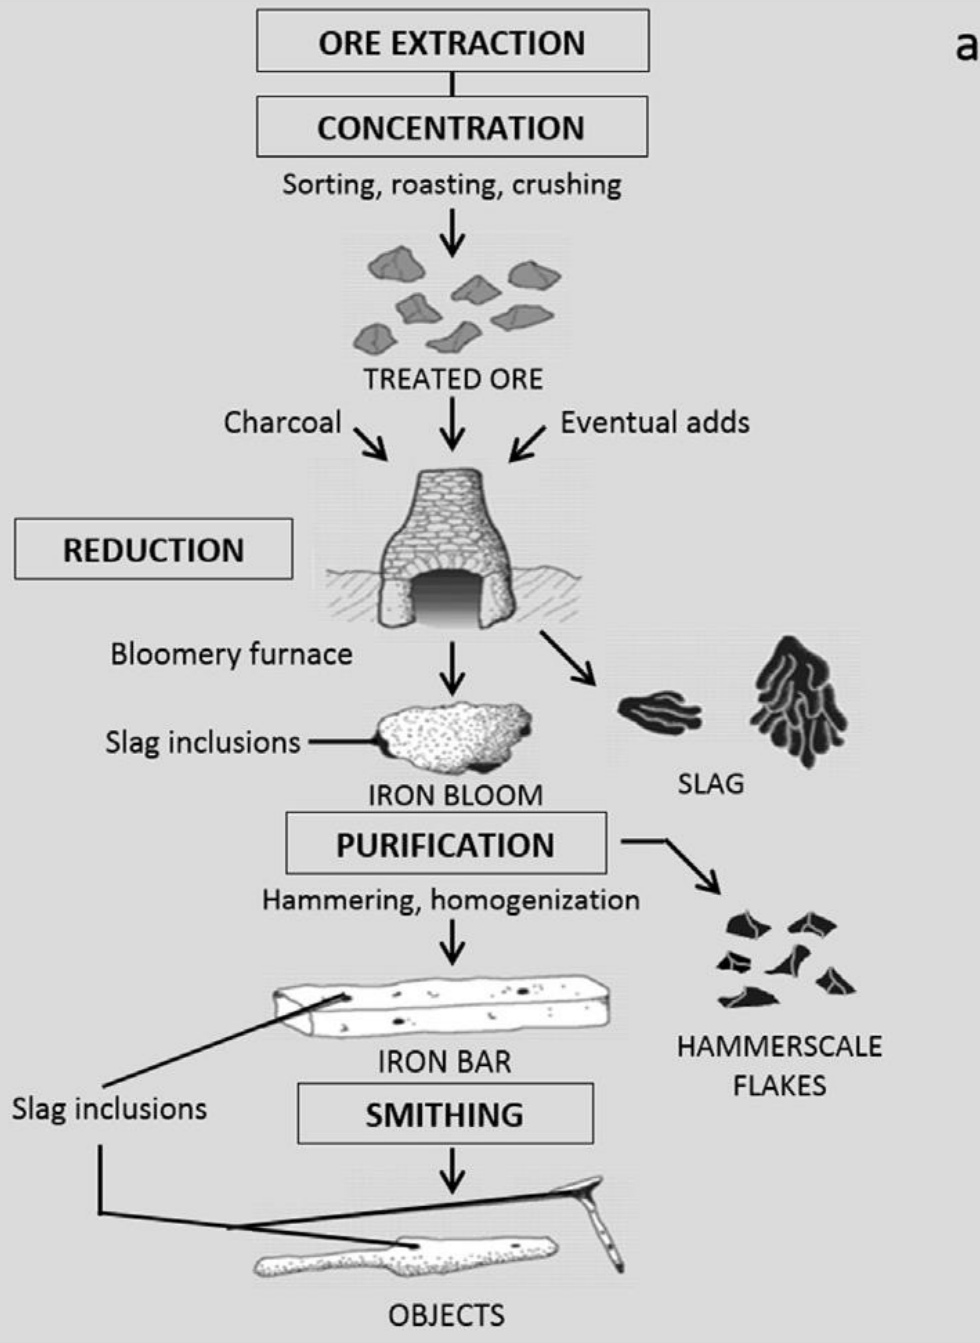 a
ORE EXTRACTION
CONCENTRATION
Sorting, roasting, crushing
TREATED ORE
Charcoal
Eventual adds
REDUCTION
Bloomery furnace
Slag inclusions
IRON BLOOM
SLAG
PURIFICATION
Hammering, homogenization
IRON BAR
HAMMERSCALE
FLAKES
Slag inclusions
SMITHING
OBJECTS